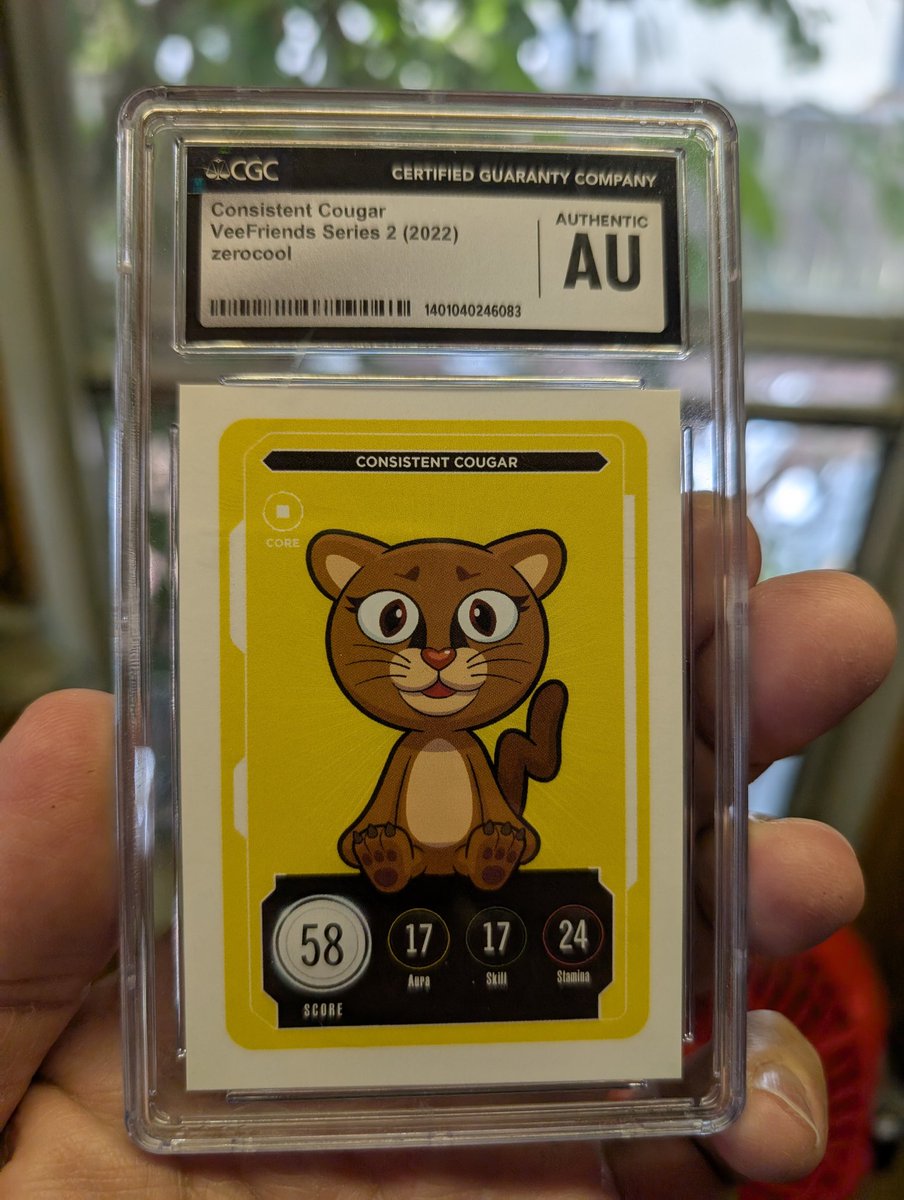 CGC
CERTIFIED GUARANTY COMPANY
Consistent Cougar
VeeFriends Series 2 (2022)
zerocool
AUTHENTIC
AU
1401040246083
CONSISTENT COUGAR
CORE
58
17
17
24
SCORE
Aura
Skill
Stamina